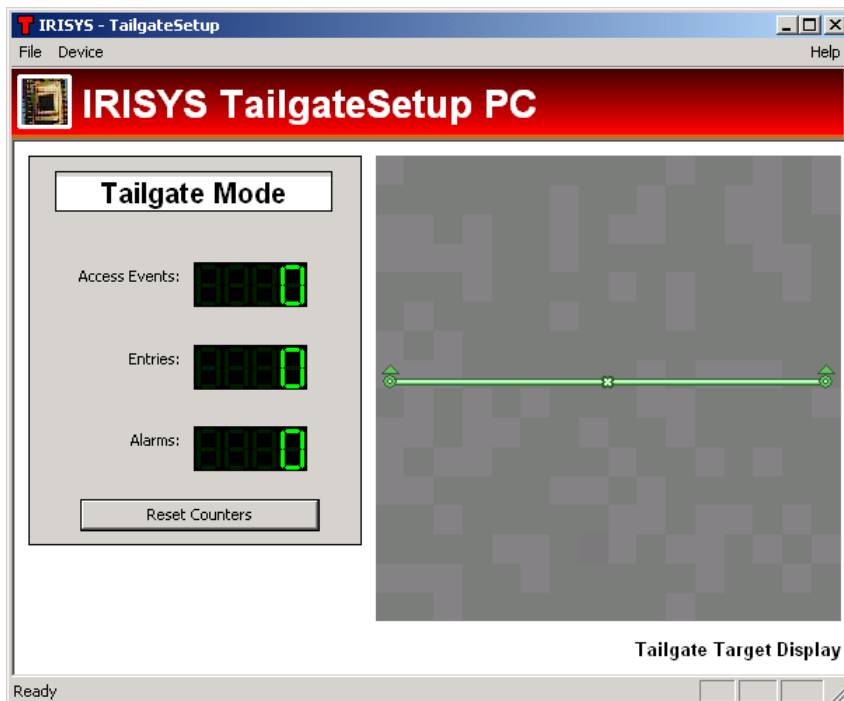 IRISYS - TailgateSetup
File Device Help
IRISYS TailgateSetup PC
Tailgate Mode
Access Events: 0
Entries: 0
Alarms: 0
Reset Counters
Tailgate Target Display
Ready